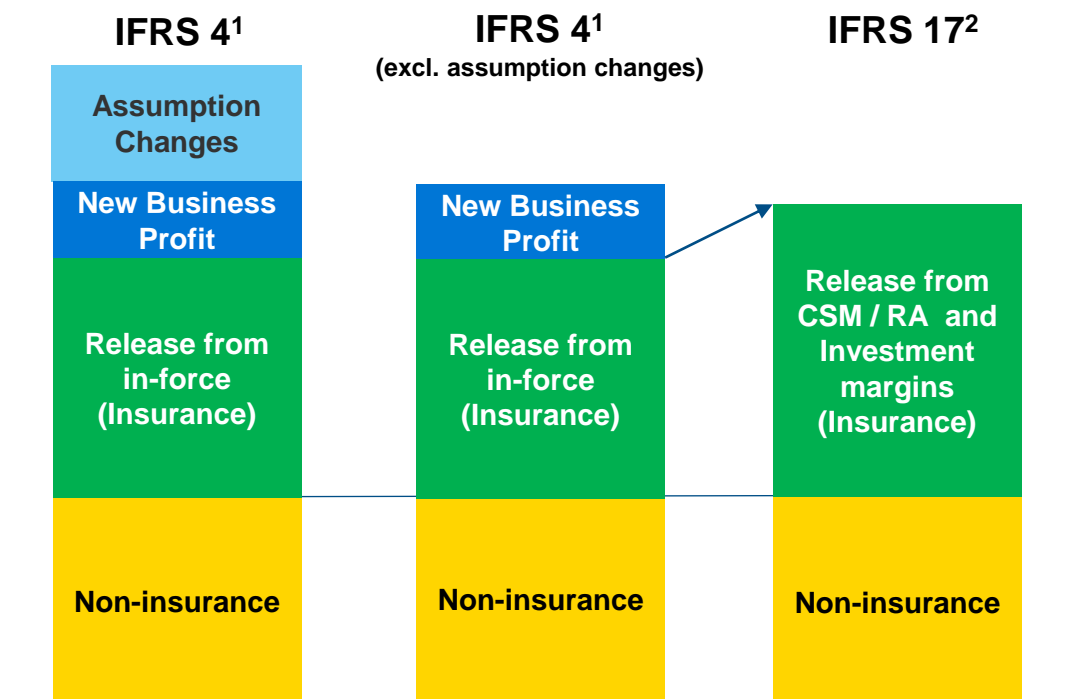 IFRS 4¹
Assumption
Changes
New Business
Profit
Release from
in-force
(Insurance)
Non-insurance
IFRS 4¹
(excl. assumption changes)
New Business
Profit
Release from
in-force
(Insurance)
Non-insurance
IFRS 17²
Release from
CSM / RA and
Investment
margins
(Insurance)
Non-insurance